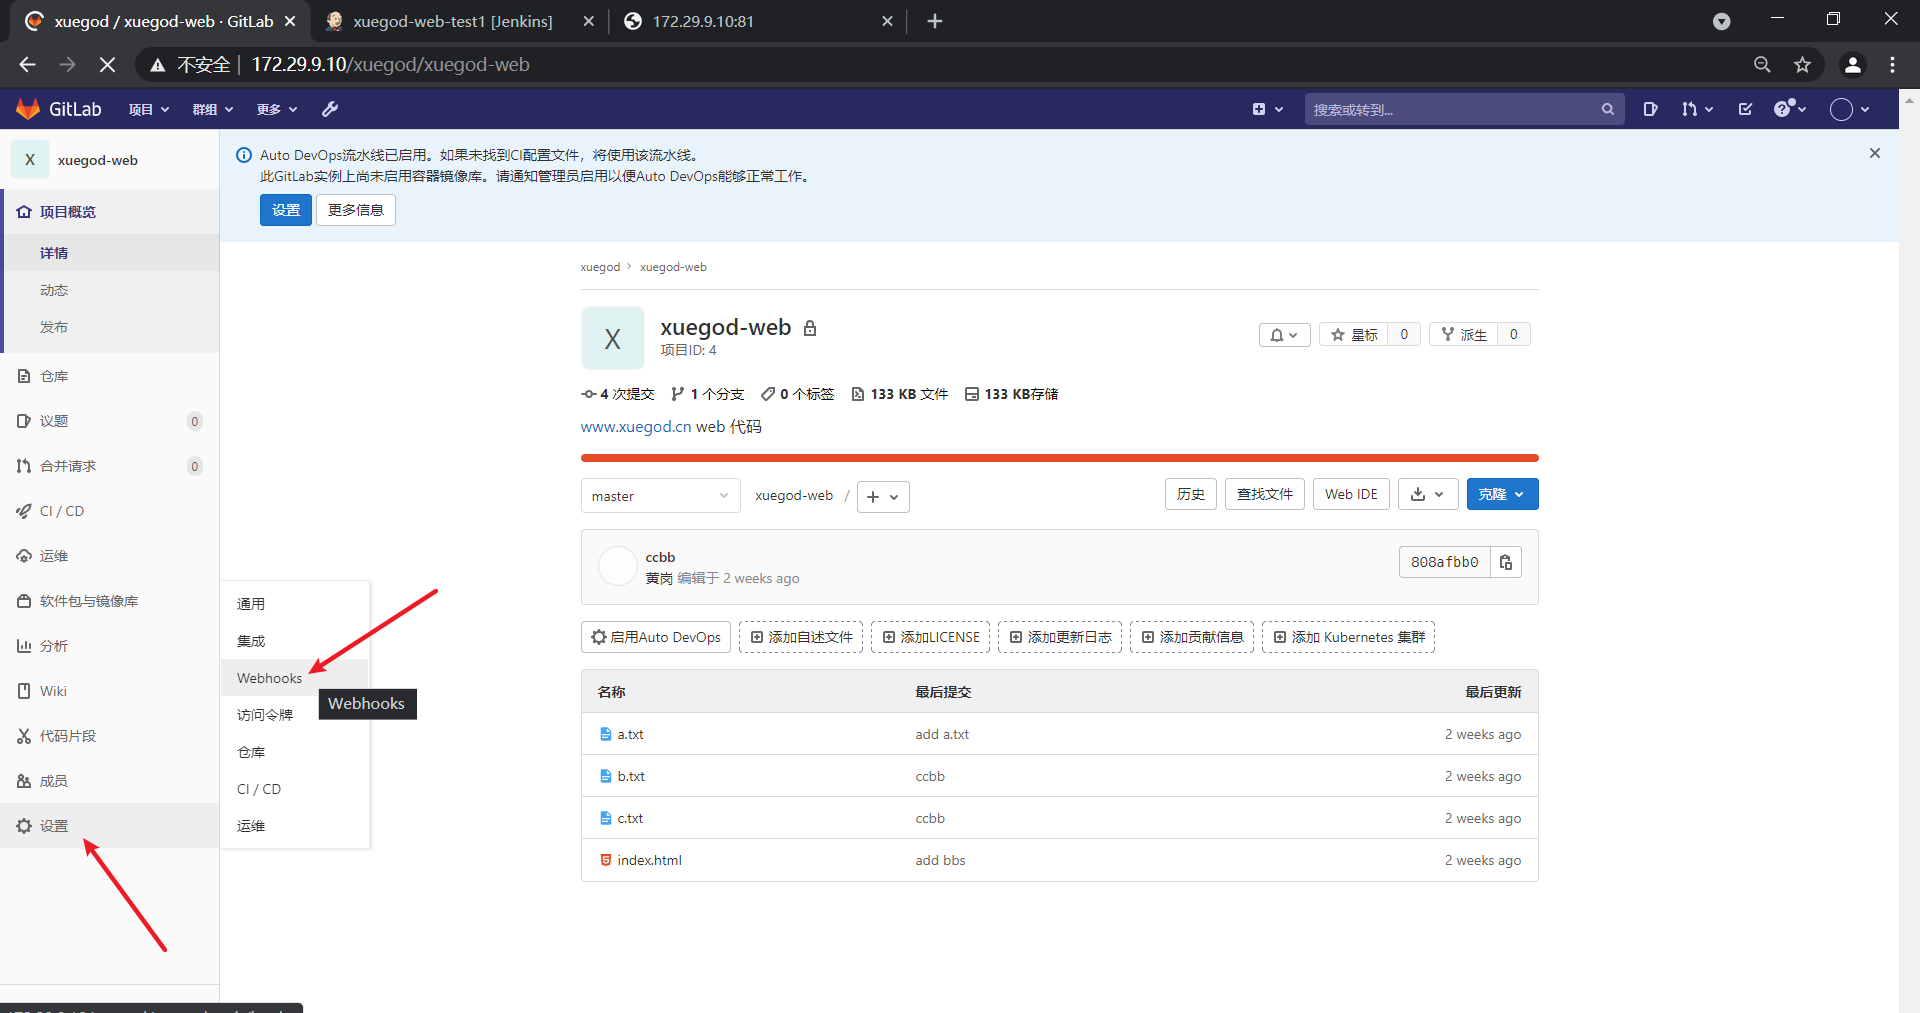 xuegod / xuegod-web · GitLab
xuegod-web-test1 [Jenkins]
172.29.9.10:81
不安全
172.29.9.10/xuegod/xuegod-web
GitLab
项目
群组
更多
搜索或转到...
X
xuegod-web
项目概览
详情
动态
发布
仓库
议题 0
合并请求 0
CI / CD
运维
软件包与镜像库
分析
Wiki
代码片段
成员
设置
通用
集成
Webhooks
访问令牌
仓库
CI / CD
运维
Webhooks
Auto DevOps流水线已启用。如果未找到CI配置文件，将使用该流水线。
此GitLab实例上尚未启用容器镜像库。请通知管理员启用以便Auto DevOps能够正常工作。
设置 更多信息
xuegod > xuegod-web
X
xuegod-web
项目ID: 4
星标 0 派生 0
4 次提交 1 个分支 0 个标签 133 KB 文件 133 KB存储
www.xuegod.cn web 代码
master xuegod-web / 历史 查找文件 Web IDE 克隆
ccbb
黄岗 编辑于 2 weeks ago
808afbb0
启用Auto DevOps 添加自述文件 添加LICENSE 添加更新日志 添加贡献信息 添加 Kubernetes 集群
名称 最后提交 最后更新
a.txt add a.txt 2 weeks ago
b.txt ccbb 2 weeks ago
c.txt ccbb 2 weeks ago
index.html add bbs 2 weeks ago